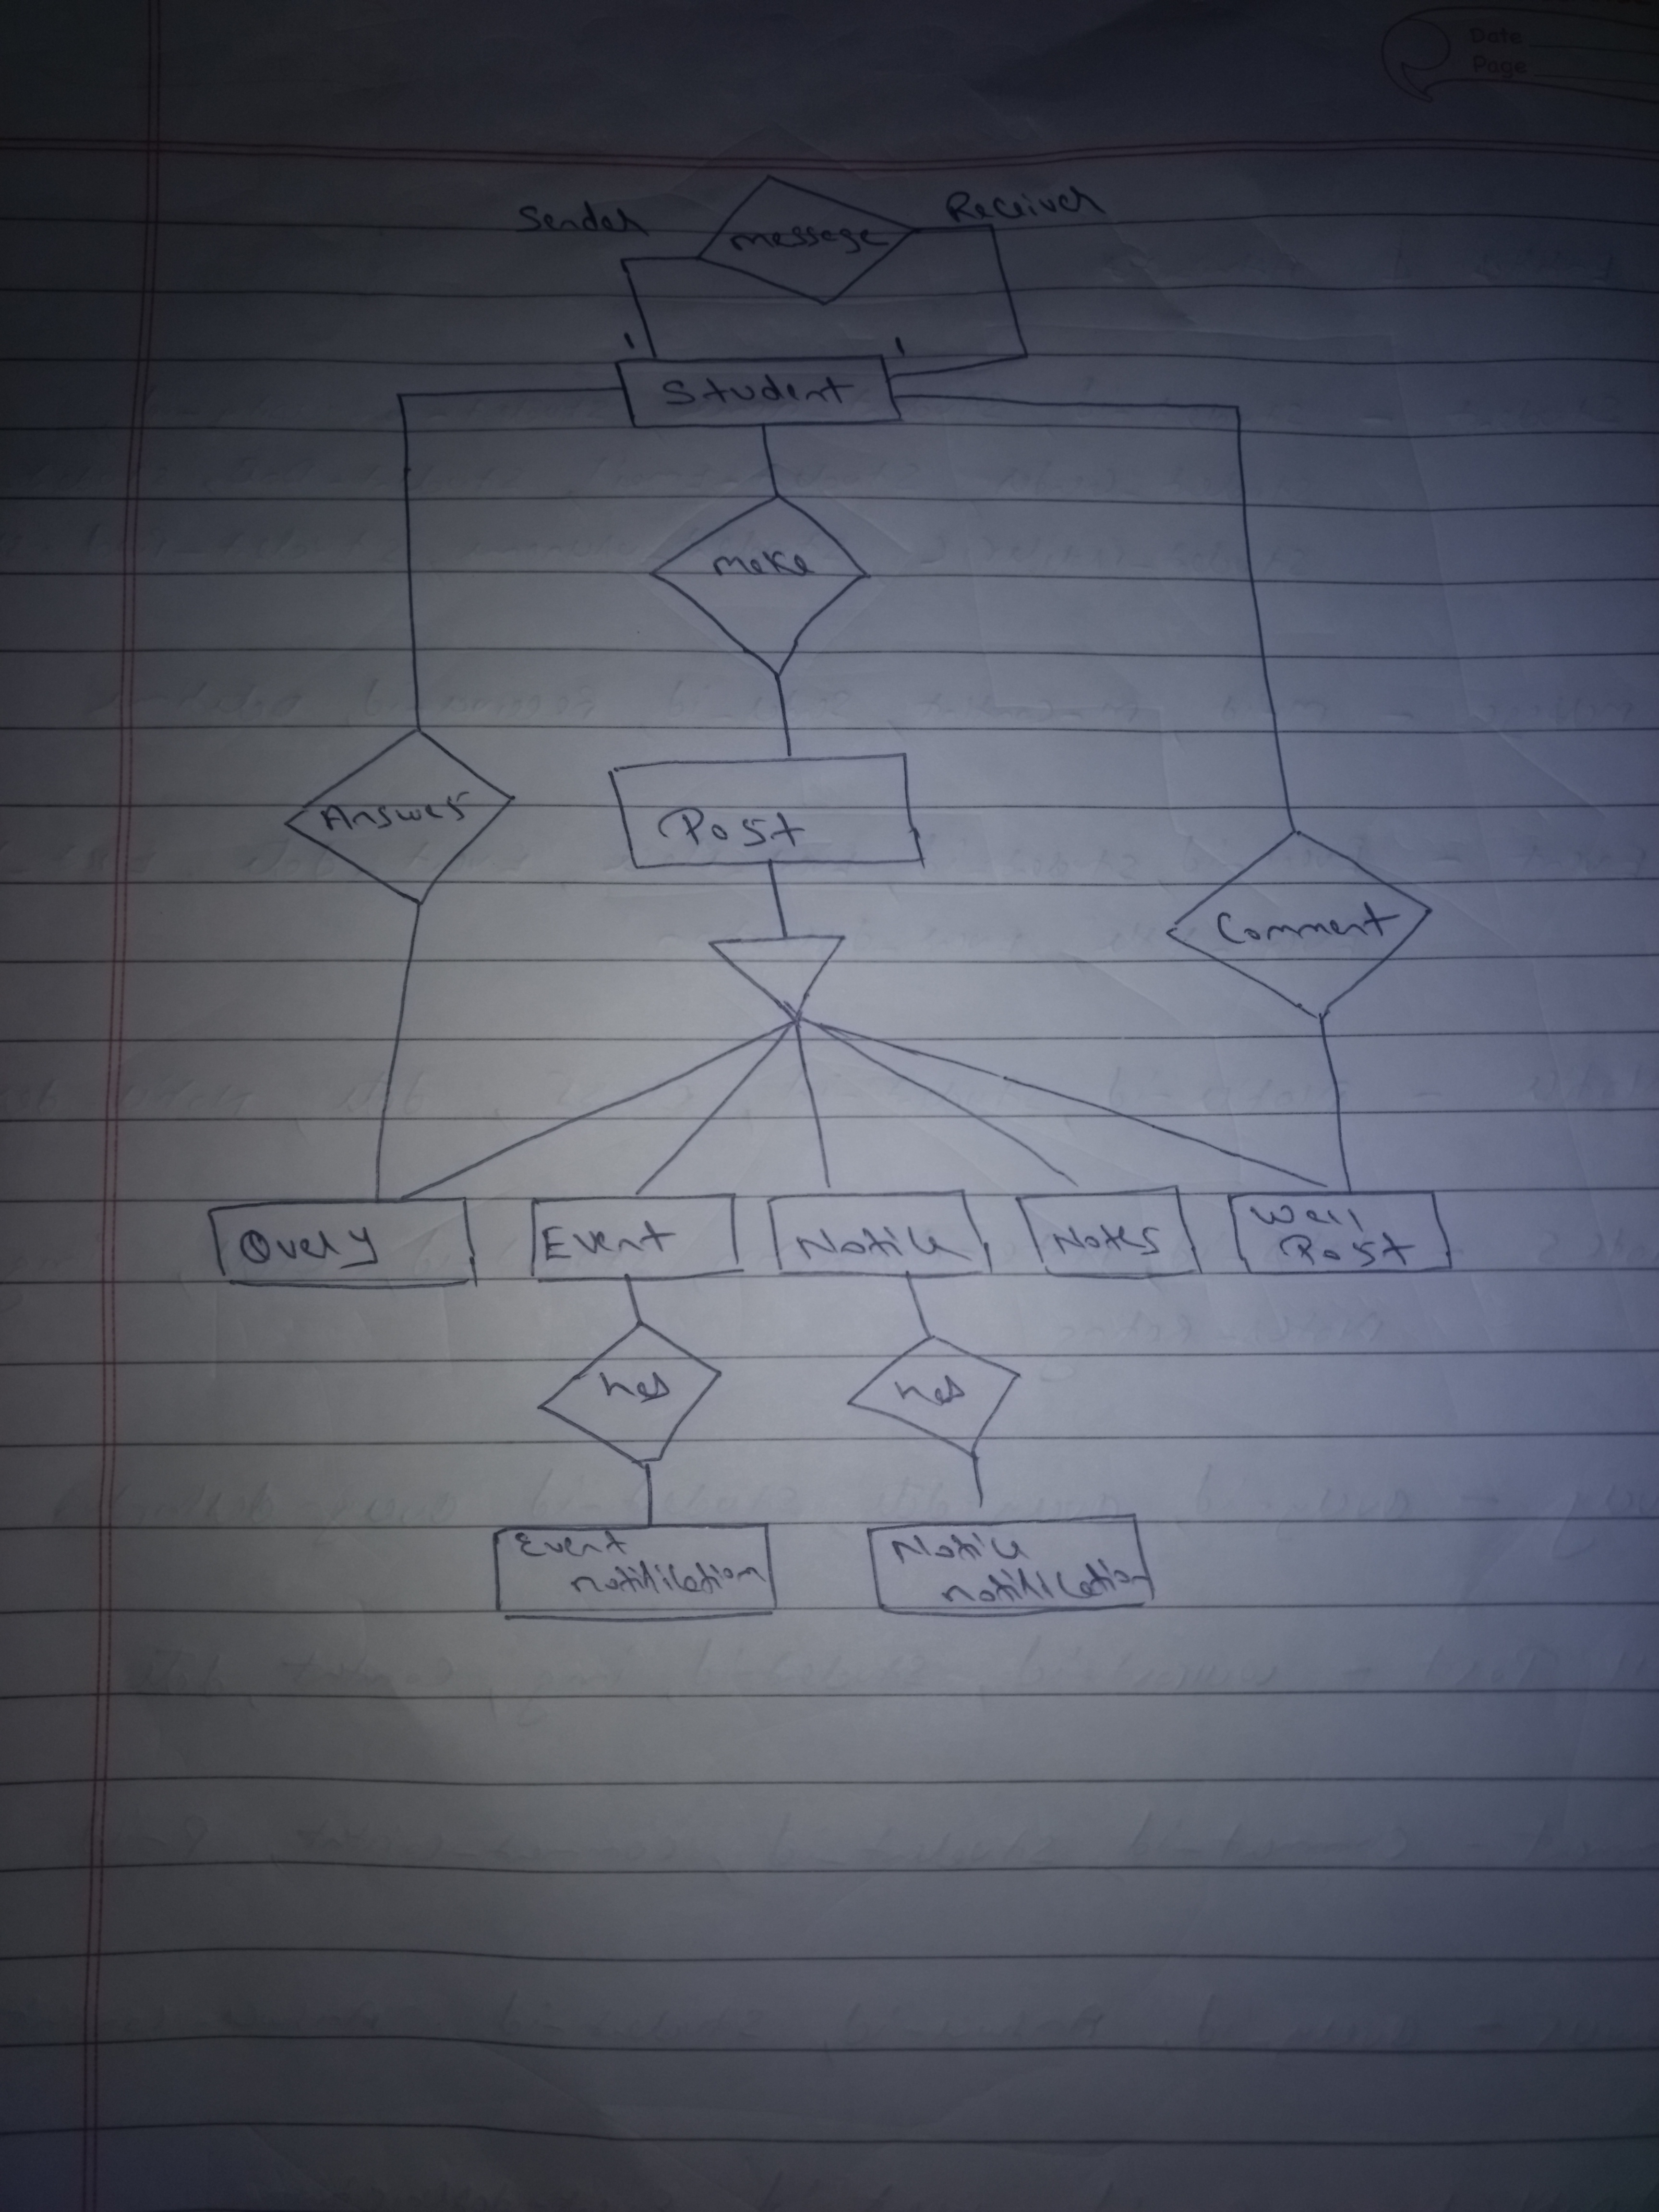 Date
Page
Sender
message
Receiver
1
1
Student
make
Answer
Post
Comment
Query
Event
Notice
Notes
Wall
Post
has
has
Event
notification
Notice
notification